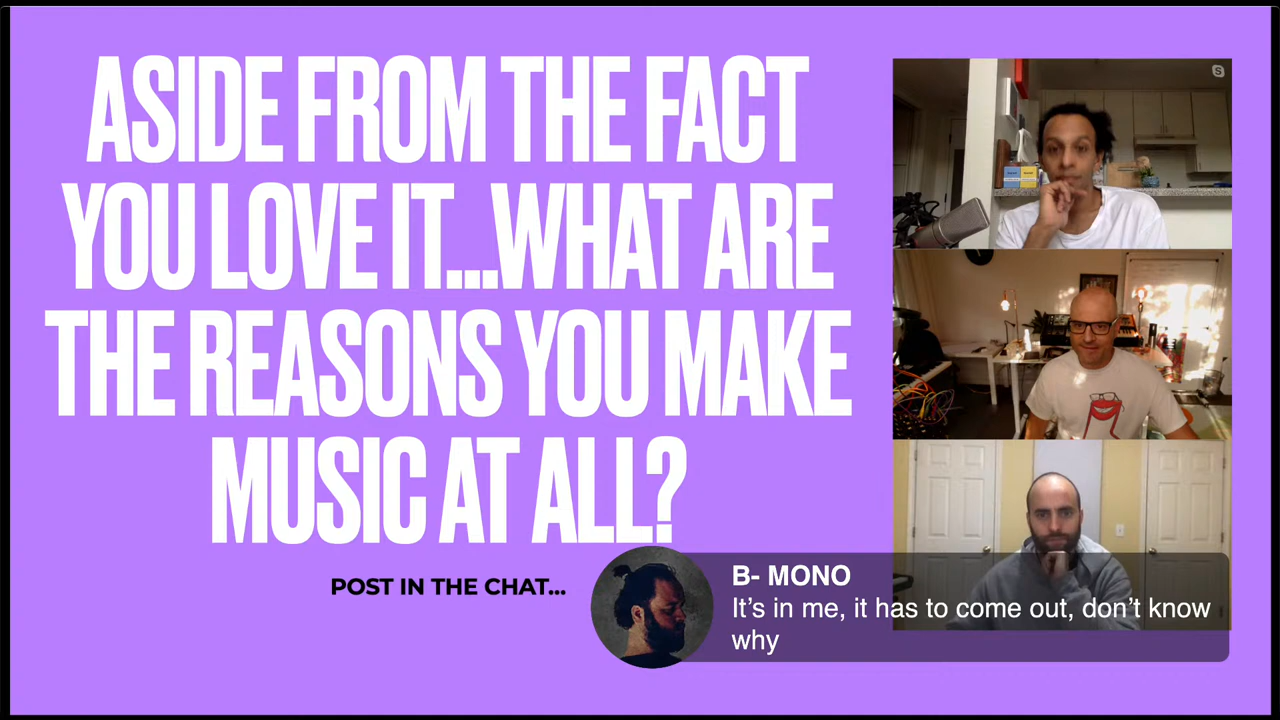 ASIDE FROM THE FACT
YOU LOVE IT...WHAT ARE
THE REASONS YOU MAKE
MUSIC AT ALL?
POST IN THE CHAT...
B- MONO
It’s in me, it has to come out, don’t know
why